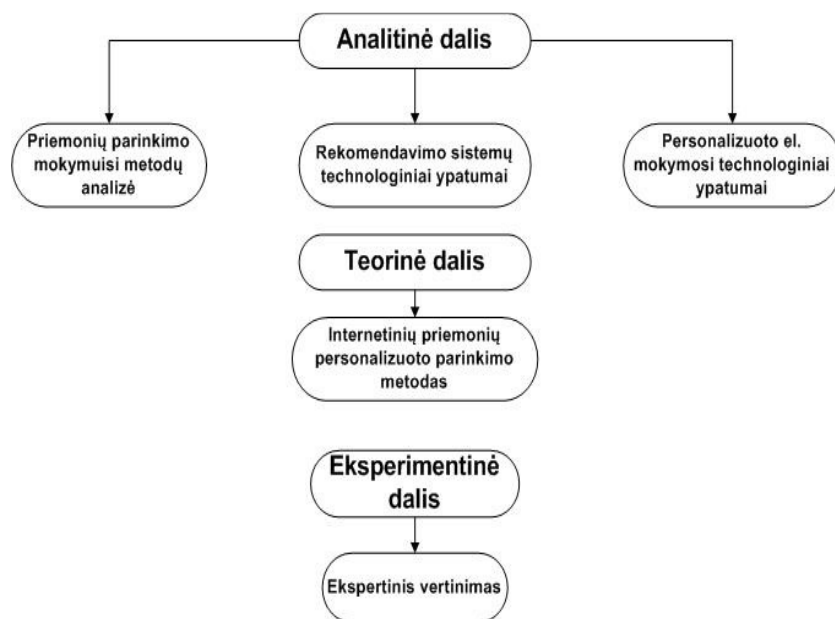 Analitinė dalis
Priemonių parinkimo
mokymuisi metodų
analizė
Rekomendavimo sistemų
technologiniai ypatumai
Personalizuoto el.
mokymosi technologiniai
ypatumai
Teorinė dalis
Internetinių priemonių
personalizuoto parinkimo
metodas
Eksperimentinė
dalis
Ekspertinis vertinimas